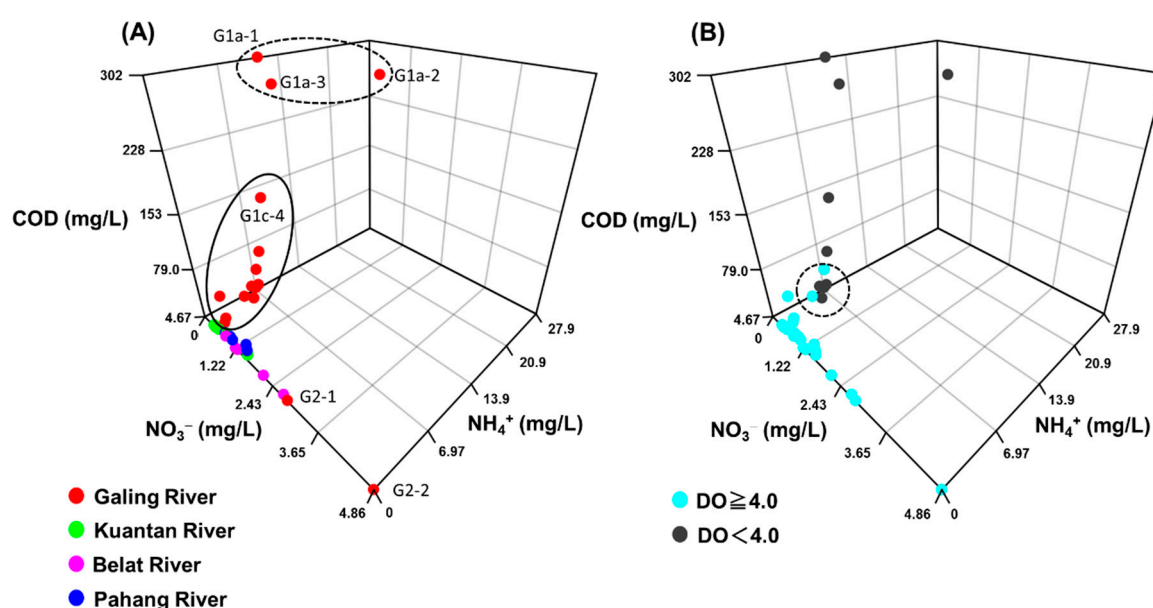 (A)
G1a-1
302
G1a-3
G1a-2
228
153
COD (mg/L)
G1c-4
79.0
4.67
0
27.9
1.22
20.9
2.43
G2-1
13.9
NO₃⁻ (mg/L)
NH₄⁺ (mg/L)
3.65
6.97
G2-2
4.86 0
Galing River
Kuantan River
Belat River
Pahang River
(B)
302
228
153
COD (mg/L)
79.0
4.67
0
27.9
1.22
20.9
2.43
13.9
NO₃⁻ (mg/L)
NH₄⁺ (mg/L)
3.65
6.97
4.86 0
DO≧4.0
DO<4.0